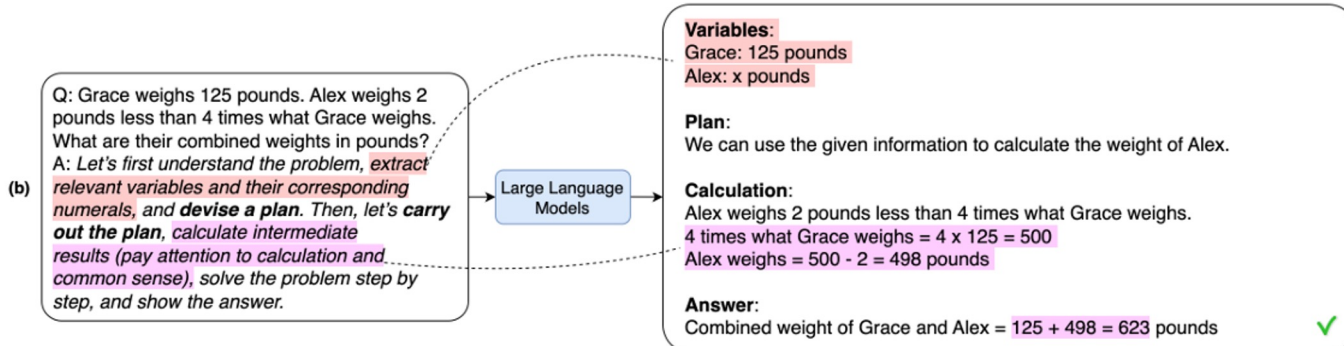 (b)
Q: Grace weighs 125 pounds. Alex weighs 2
pounds less than 4 times what Grace weighs.
What are their combined weights in pounds?
A: Let's first understand the problem, extract
relevant variables and their corresponding
numerals, and devise a plan. Then, let's carry
out the plan, calculate intermediate
results (pay attention to calculation and
common sense), solve the problem step by
step, and show the answer.
Large Language
Models
Variables:
Grace: 125 pounds
Alex: x pounds
Plan:
We can use the given information to calculate the weight of Alex.
Calculation:
Alex weighs 2 pounds less than 4 times what Grace weighs.
4 times what Grace weighs = 4 x 125 = 500
Alex weighs = 500 - 2 = 498 pounds
Answer:
Combined weight of Grace and Alex = 125 + 498 = 623 pounds